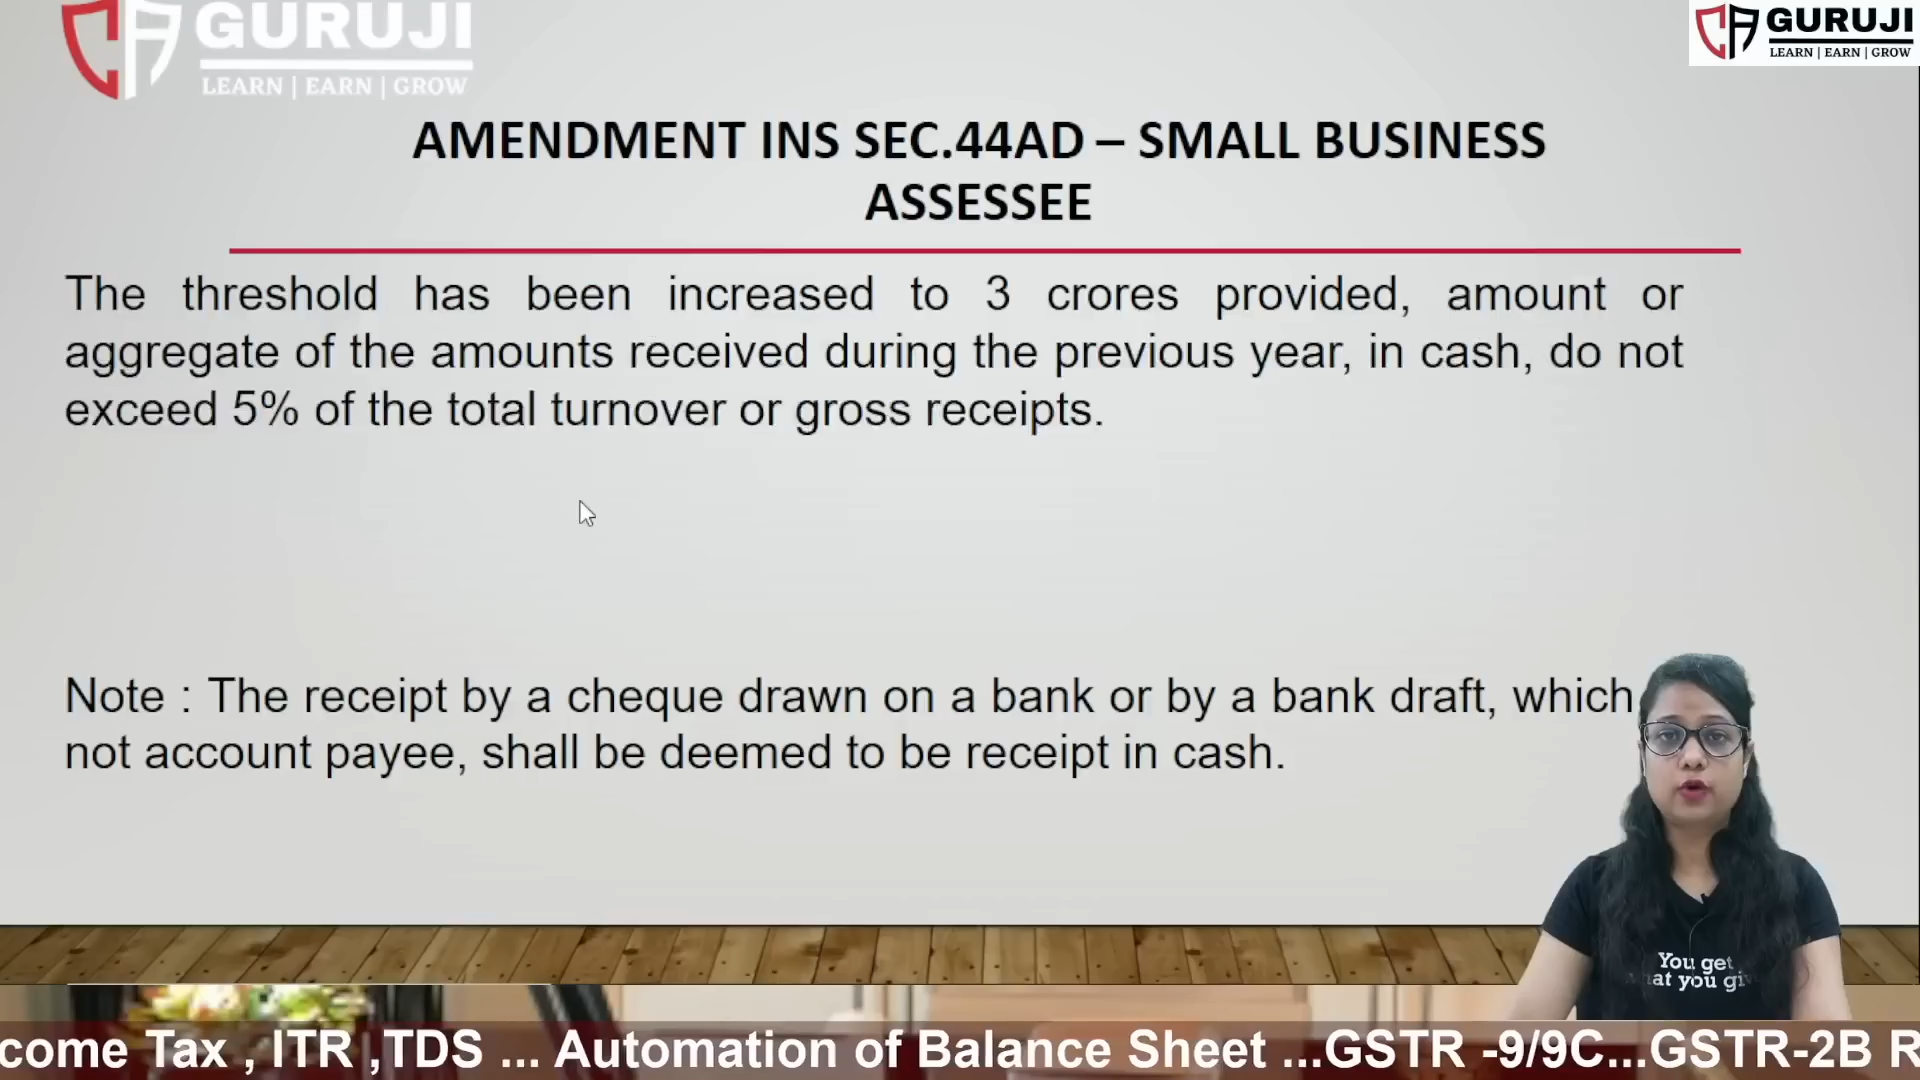 GURUJI
LEARN | EARN | GROW
GURUJI
LEARN | EARN | GROW
AMENDMENT INS SEC.44AD – SMALL BUSINESS
ASSESSEE
The threshold has been increased to 3 crores provided, amount or
aggregate of the amounts received during the previous year, in cash, do not
exceed 5% of the total turnover or gross receipts.
Note : The receipt by a cheque drawn on a bank or by a bank draft, which
not account payee, shall be deemed to be receipt in cash.
You get
at you giv
come Tax , ITR ,TDS ... Automation of Balance Sheet ...GSTR -9/9C...GSTR-2B R